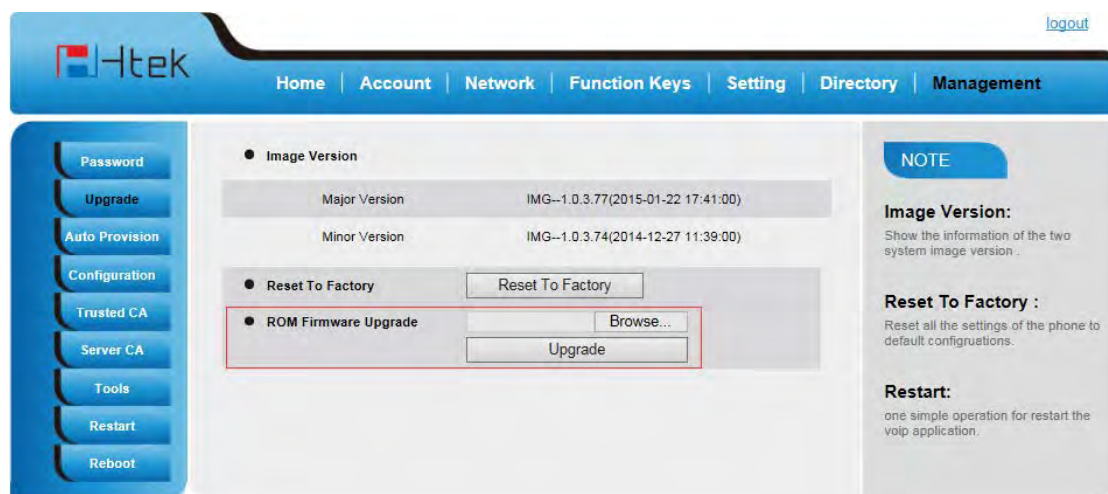 logout
Htek
Home | Account | Network | Function Keys | Setting | Directory | Management
Password
Upgrade
Auto Provision
Configuration
Trusted CA
Server CA
Tools
Restart
Reboot
Image Version
Major Version IMG--1.0.3.77(2015-01-22 17:41:00)
Minor Version IMG--1.0.3.74(2014-12-27 11:39:00)
Reset To Factory Reset To Factory
ROM Firmware Upgrade Browse...
Upgrade
NOTE
Image Version:
Show the information of the two
system image version .
Reset To Factory :
Reset all the settings of the phone to
default configruations.
Restart:
one simple operation for restart the
voip application.